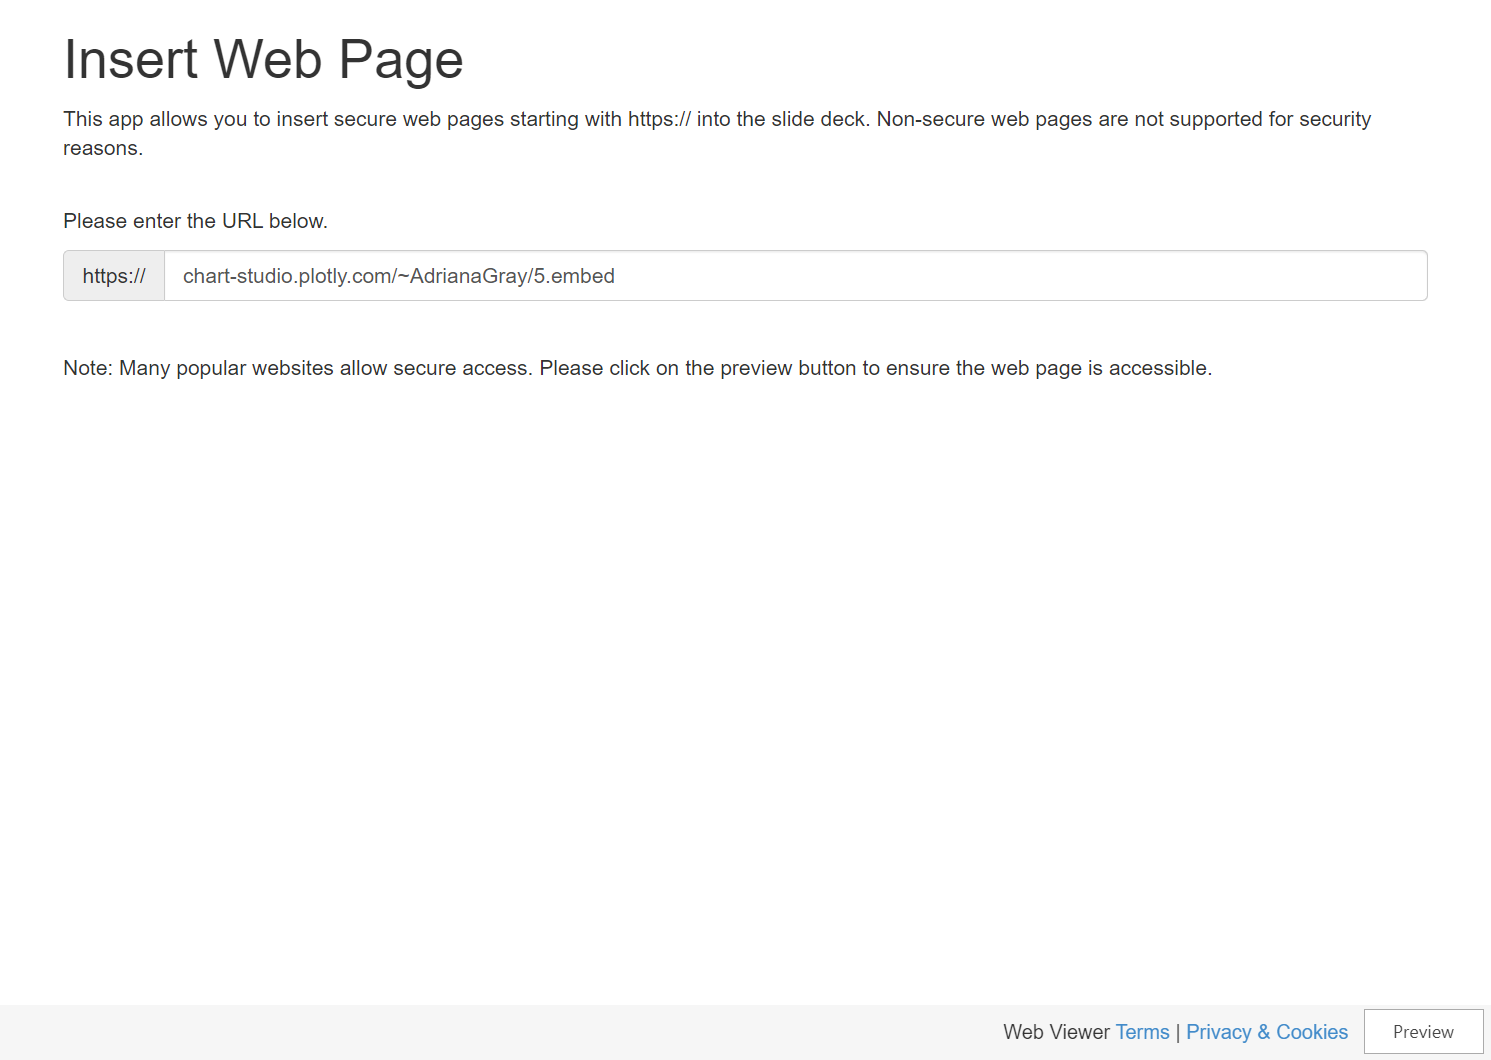 Insert Web Page
This app allows you to insert secure web pages starting with https:// into the slide deck. Non-secure web pages are not supported for security
reasons.
Please enter the URL below.
https:// chart-studio.plotly.com/~AdrianaGray/5.embed
Note: Many popular websites allow secure access. Please click on the preview button to ensure the web page is accessible.
Web Viewer Terms | Privacy & Cookies Preview